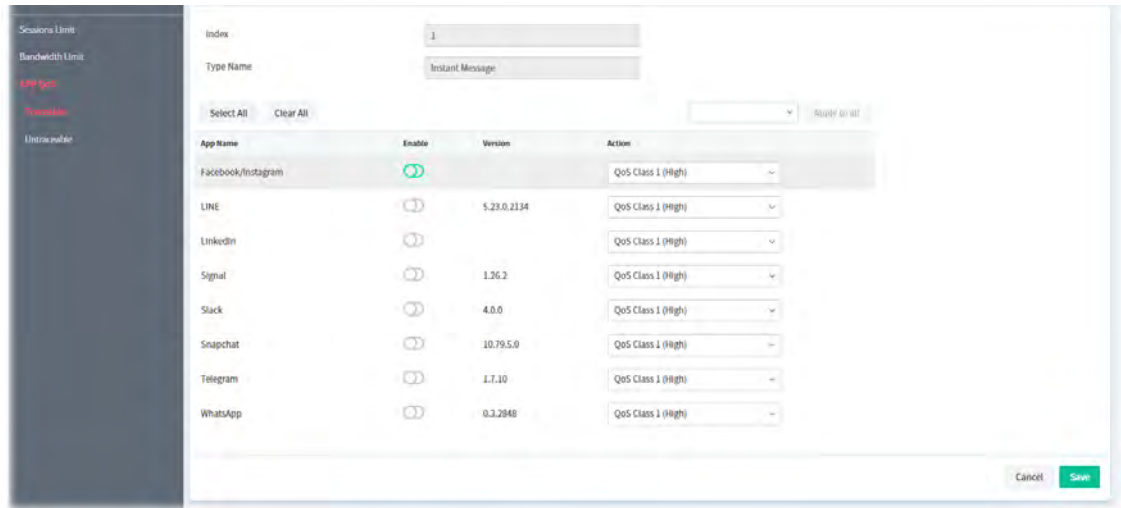 Sessions Limit
Bandwidth Limit
APP QoS
Traceable
Untraceable
Index
1
Type Name
Instant Message
Select All Clear All Apply to all
App Name Enable Version Action
Facebook/Instagram QoS Class 1 (High)
LINE 5.23.0.2134 QoS Class 1 (High)
LinkedIn QoS Class 1 (High)
Signal 1.26.2 QoS Class 1 (High)
Slack 4.0.0 QoS Class 1 (High)
Snapchat 10.79.5.0 QoS Class 1 (High)
Telegram 1.7.10 QoS Class 1 (High)
WhatsApp 0.3.2848 QoS Class 1 (High)
Cancel Save